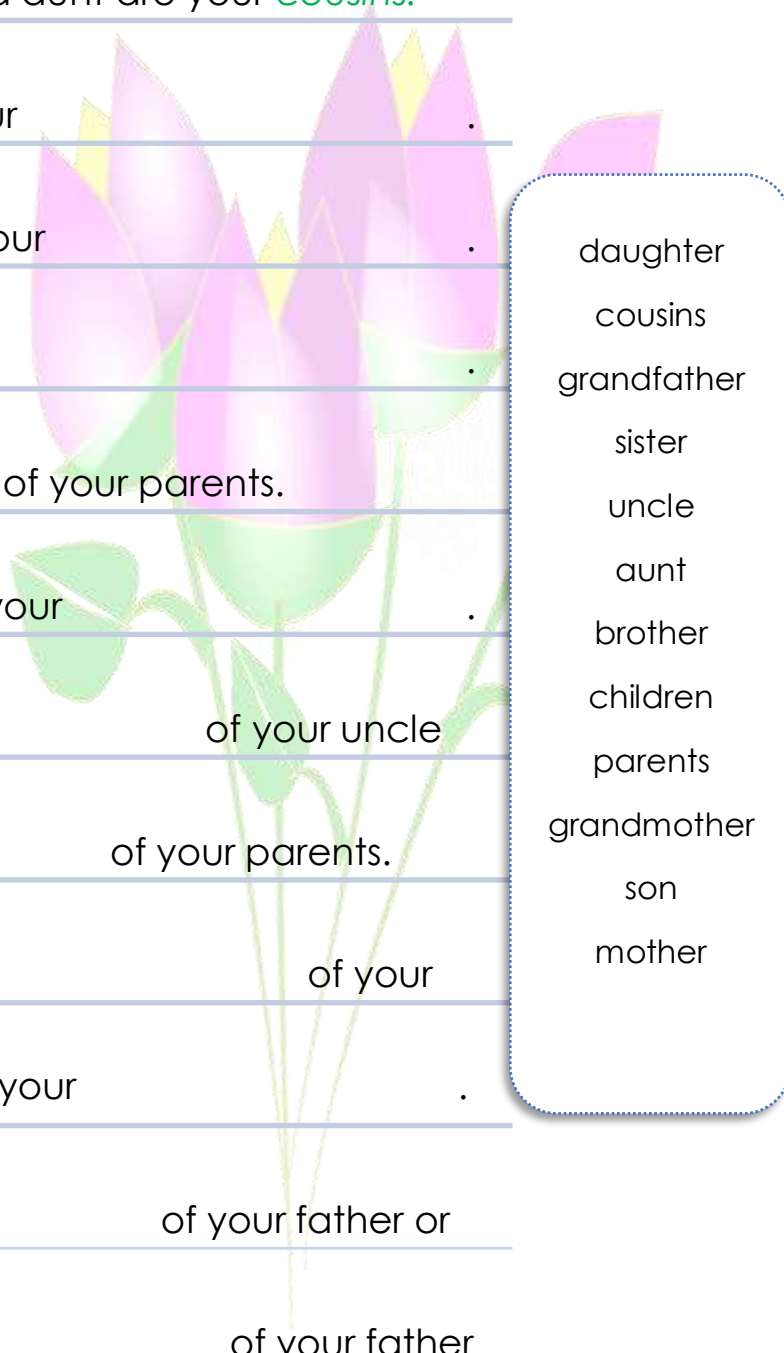 aunt are your cousins.
.
our
.
.
of your parents.
your
.
of your uncle
of your parents.
of your
your
.
of your father or
of your father
daughter
cousins
grandfather
sister
uncle
aunt
brother
children
parents
grandmother
son
mother